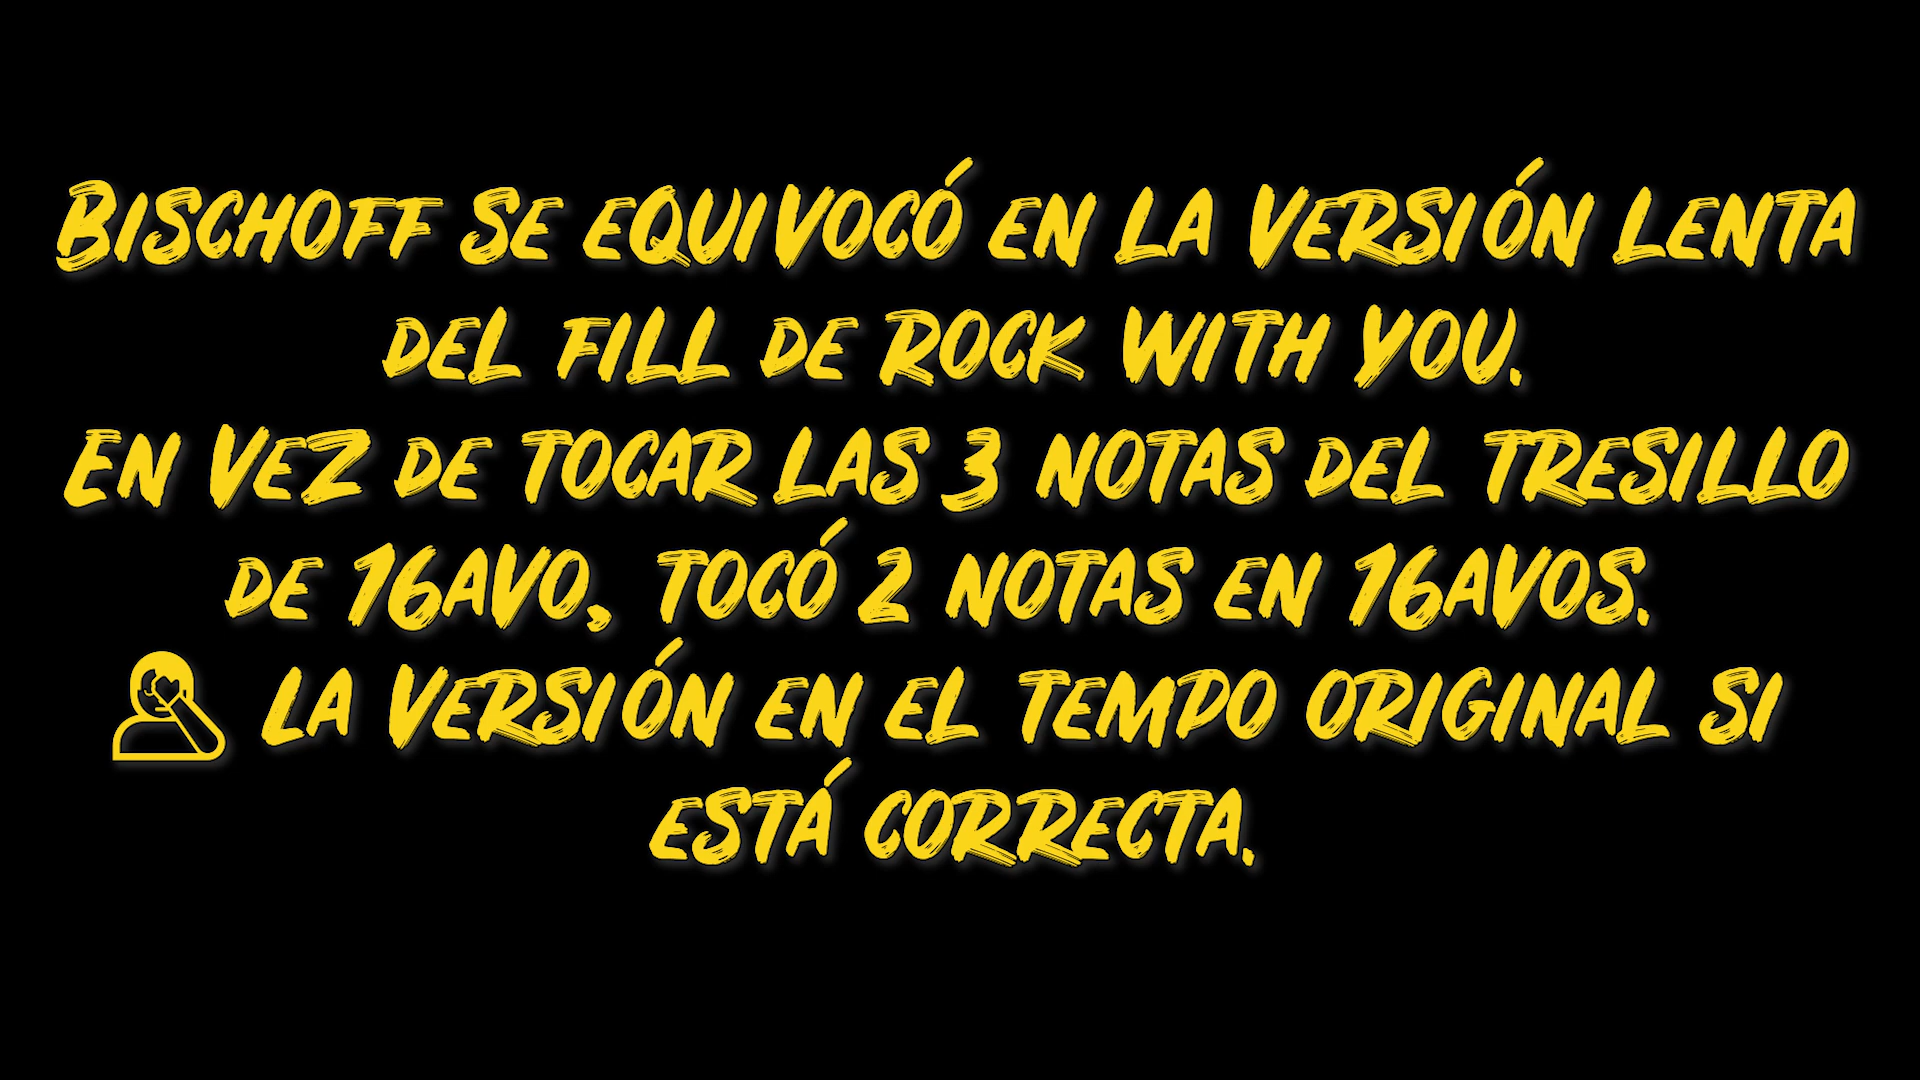 Bischoff se equivocó en la versión lenta
del fill de Rock With You.
En vez de tocar las 3 notas del tresillo
de 16avo, tocó 2 notas en 16avos.
🤦 La versión en el tempo original si
está correcta.